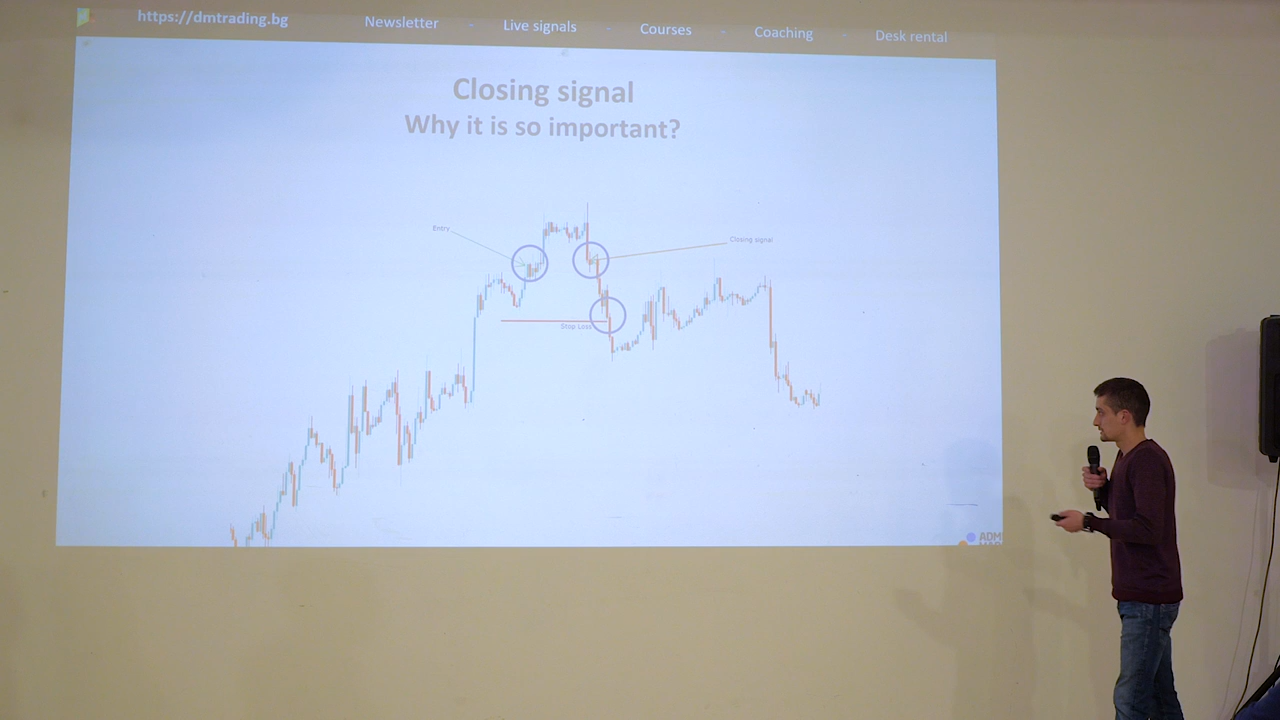 https://dmtrading.bg Newsletter - Live signals - Courses - Coaching - Desk rental
Closing signal
Why it is so important?
Entry
Closing signal
Stop Loss
ADM